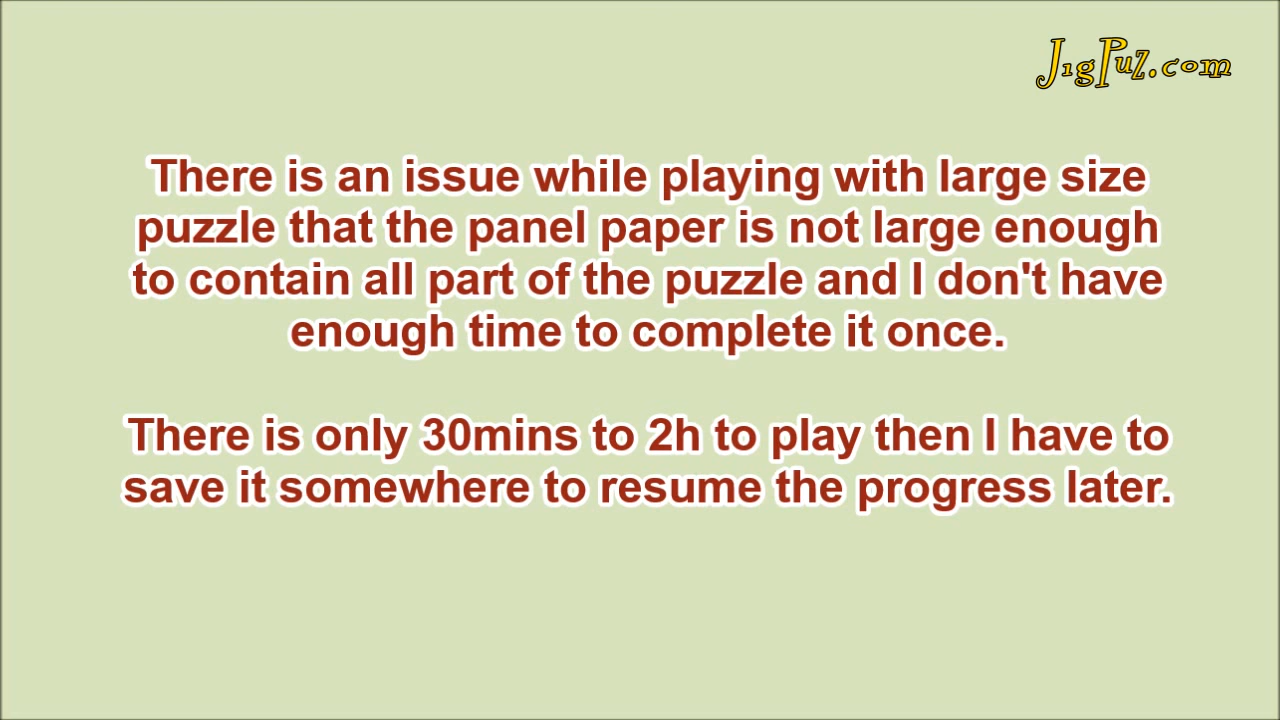 JigPuz.com
There is an issue while playing with large size
puzzle that the panel paper is not large enough
to contain all part of the puzzle and I don't have
enough time to complete it once.
There is only 30mins to 2h to play then I have to
save it somewhere to resume the progress later.